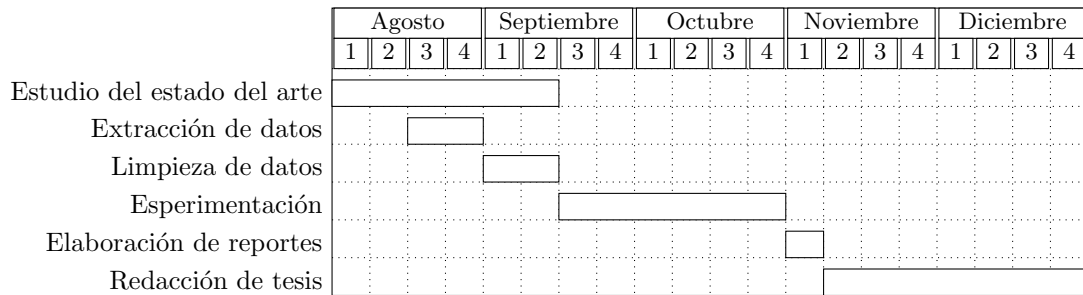 Agosto Septiembre Octubre Noviembre Diciembre
1 2 3 4 1 2 3 4 1 2 3 4 1 2 3 4 1 2 3 4
Estudio del estado del arte
Extracción de datos
Limpieza de datos
Esperimentación
Elaboración de reportes
Redacción de tesis